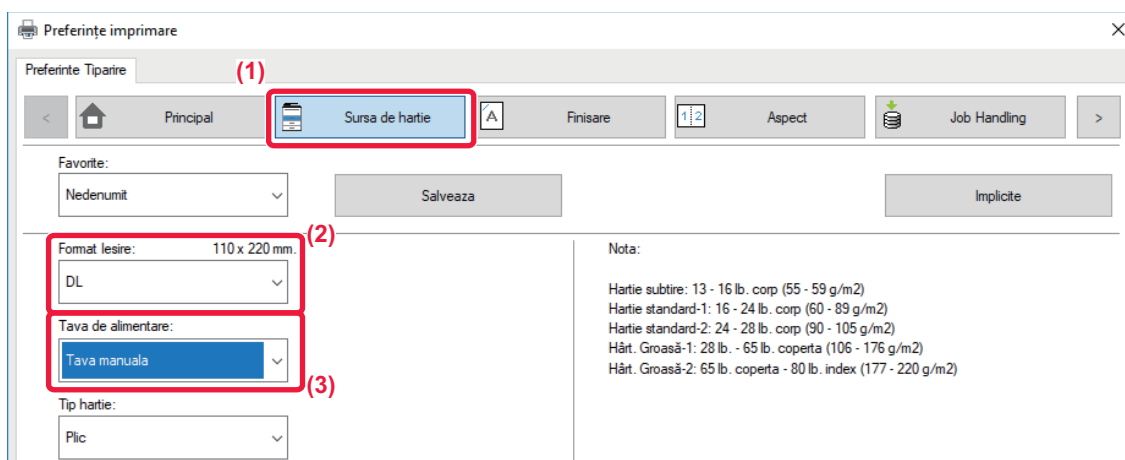 Preferințe imprimare
Preferinte Tiparire
(1)
< Principal Sursa de hartie A Finisare 1 2 Aspect Job Handling >
Favorite:
Nedenumit Salveaza Implicite
(2)
Format Iesire: 110 x 220 mm.
DL
Tava de alimentare:
Tava manuala
(3)
Tip hartie:
Plic
Nota:
Hartie subtire: 13 - 16 lb. corp (55 - 59 g/m2)
Hartie standard-1: 16 - 24 lb. corp (60 - 89 g/m2)
Hartie standard-2: 24 - 28 lb. corp (90 - 105 g/m2)
Hârt. Groasă-1: 28 lb. - 65 lb. coperta (106 - 176 g/m2)
Hârt. Groasă-2: 65 lb. coperta - 80 lb. index (177 - 220 g/m2)